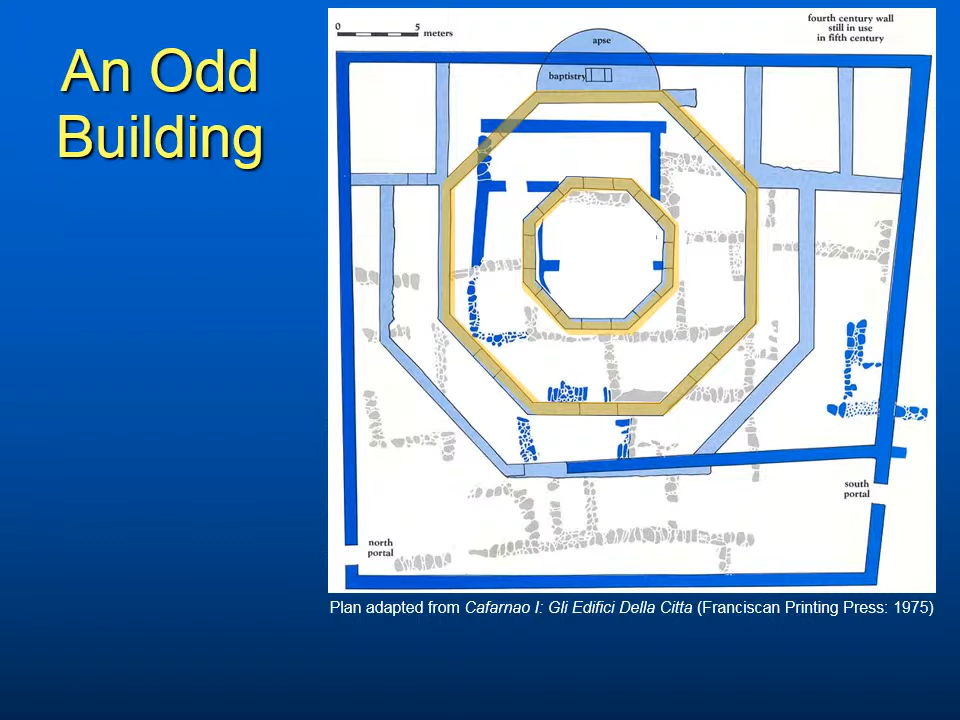 An Odd
Building
0 5 meters
fourth century wall
still in use
in fifth century
apse
baptistry
south
portal
north
portal
Plan adapted from Cafarnao I: Gli Edifici Della Citta (Franciscan Printing Press: 1975)